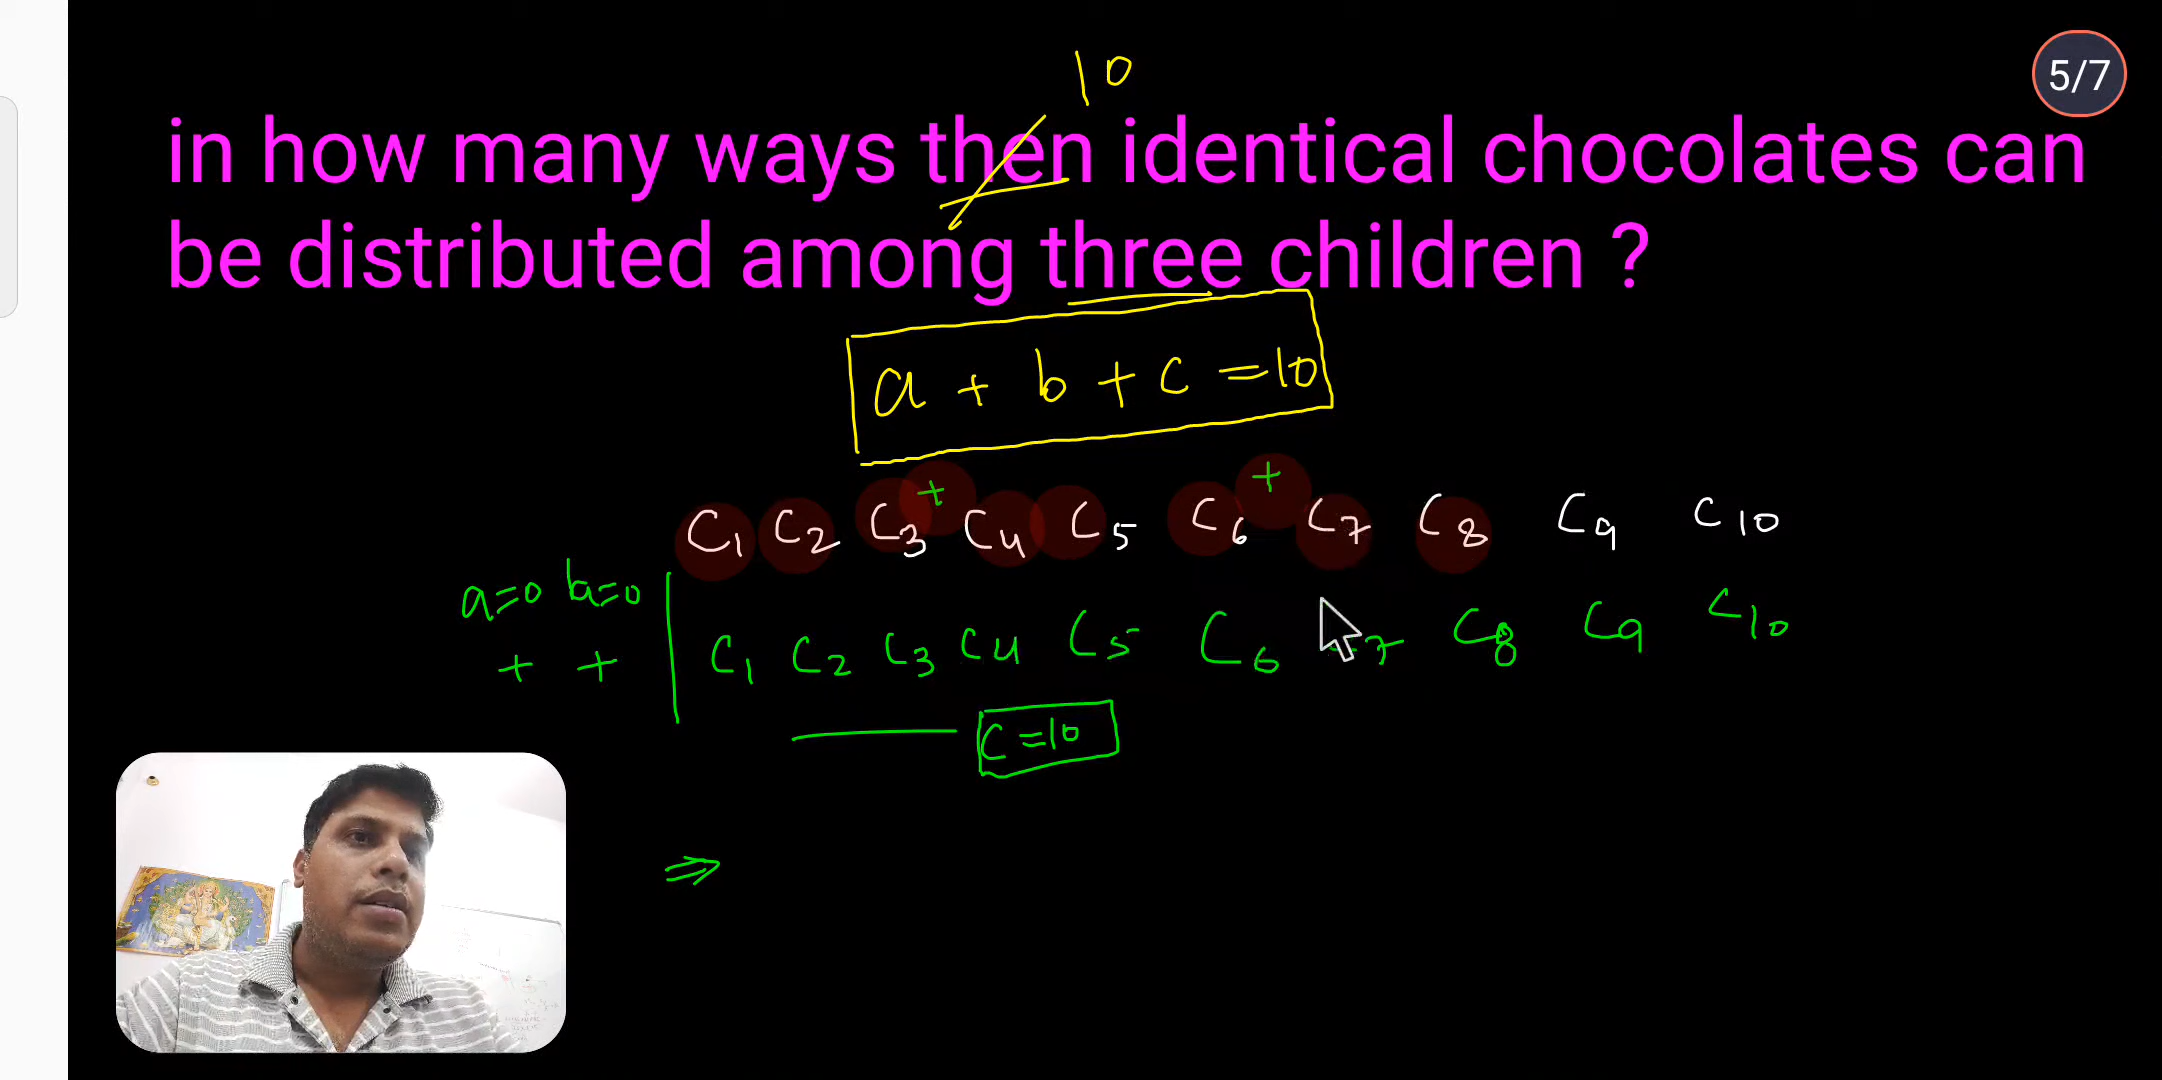 5/7
10
in how many ways then identical chocolates can
be distributed among three children ?
a + b + c = 10
+ +
C1 C2 C3 C4 C5 C6 C7 C8 C9 C10
a=0 b=0
+ + C1 C2 C3 C4 C5 C6 C7 C8 C9 C10
C=10
⇒